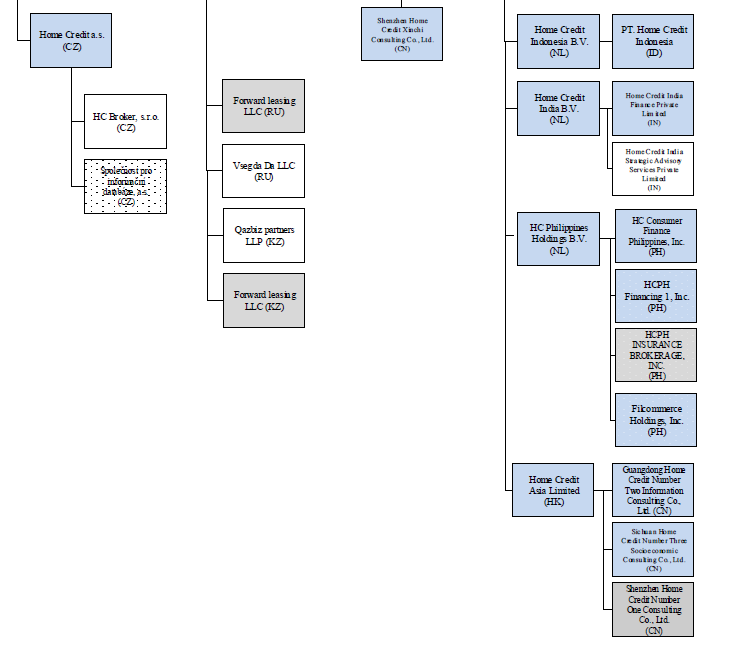 Home Credit a.s.
(CZ)
HC Broker, s.r.o.
(CZ)
Společnost pro
informační
databáze, a.s.
(CZ)
Forward leasing
LLC (RU)
Vsegda Da LLC
(RU)
Qazbiz partners
LLP (KZ)
Forward leasing
LLC (KZ)
Shenzhen Home
Credit Xinchi
Consulting Co., Ltd.
(CN)
Home Credit
Indonesia B.V.
(NL)
PT. Home Credit
Indonesia
(ID)
Home Credit
India B.V.
(NL)
Home Credit India
Finance Private
Limited
(IN)
Home Credit India
Strategic Advisory
Services Private
Limited
(IN)
HC Philippines
Holdings B.V.
(NL)
HC Consumer
Finance
Philippines, Inc.
(PH)
HCPH
Financing 1, Inc.
(PH)
HCPH
INSURANCE
BROKERAGE,
INC.
(PH)
Filcommerce
Holdings, Inc.
(PH)
Home Credit
Asia Limited
(HK)
Guangdong Home
Credit Number
Two Information
Consulting Co.,
Ltd. (CN)
Sichuan Home
Credit Number Three
Socioeconomic
Consulting Co., Ltd.
(CN)
Shenzhen Home
Credit Number
One Consulting
Co., Ltd.
(CN)